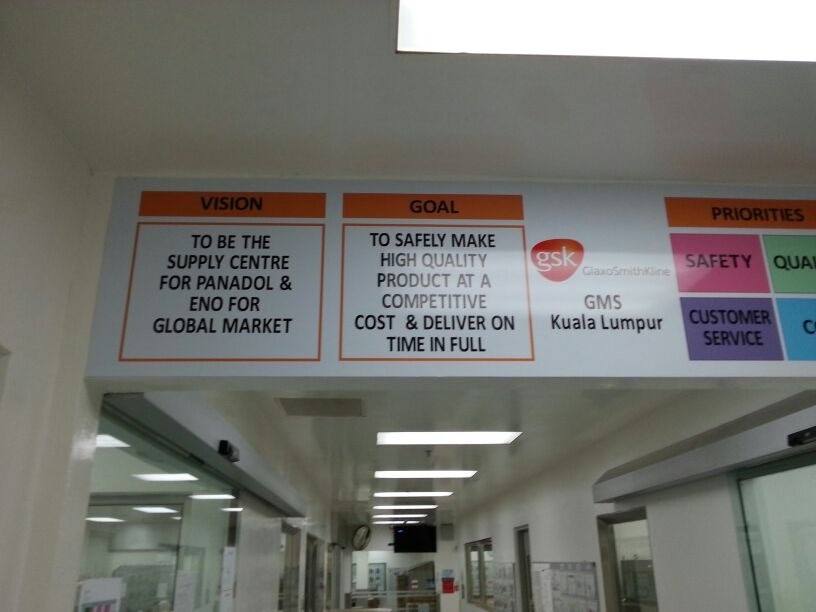 VISION
TO BE THE
SUPPLY CENTRE
FOR PANADOL &
ENO FOR
GLOBAL MARKET
GOAL
TO SAFELY MAKE
HIGH QUALITY
PRODUCT AT A
COMPETITIVE
COST & DELIVER ON
TIME IN FULL
gsk
GlaxoSmithKline
GMS
Kuala Lumpur
PRIORITIES
SAFETY
CUSTOMER
SERVICE